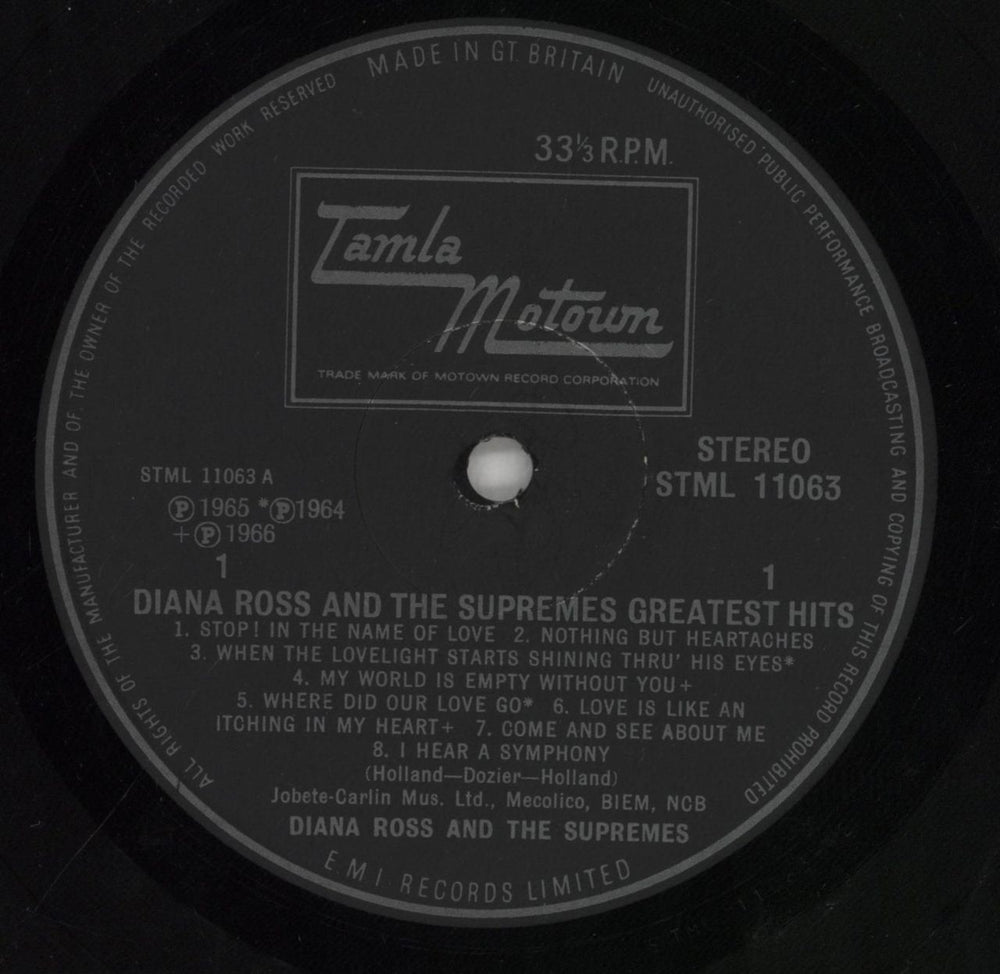 MADE IN GT. BRITAIN
UNAUTHORISED PUBLIC PERFORMANCE BROADCASTING AND COPYING OF THIS RECORD PROHIBITED
ALL RIGHTS OF THE MANUFACTURER AND OF THE OWNER OF THE RECORDED WORK RESERVED
33⅓ R.P.M.
Tamla
Motown
TRADE MARK OF MOTOWN RECORD CORPORATION
STEREO
STML 11063
STML 11063 A
Ⓟ 1965 *Ⓟ1964
+Ⓟ 1966
1 1
DIANA ROSS AND THE SUPREMES GREATEST HITS
1. STOP! IN THE NAME OF LOVE 2. NOTHING BUT HEARTACHES
3. WHEN THE LOVELIGHT STARTS SHINING THRU' HIS EYES*
4. MY WORLD IS EMPTY WITHOUT YOU+
5. WHERE DID OUR LOVE GO* 6. LOVE IS LIKE AN
ITCHING IN MY HEART+ 7. COME AND SEE ABOUT ME
8. I HEAR A SYMPHONY
(Holland—Dozier—Holland)
Jobete-Carlin Mus. Ltd., Mecolico, BIEM, NCB
DIANA ROSS AND THE SUPREMES
E.M.I. RECORDS LIMITED